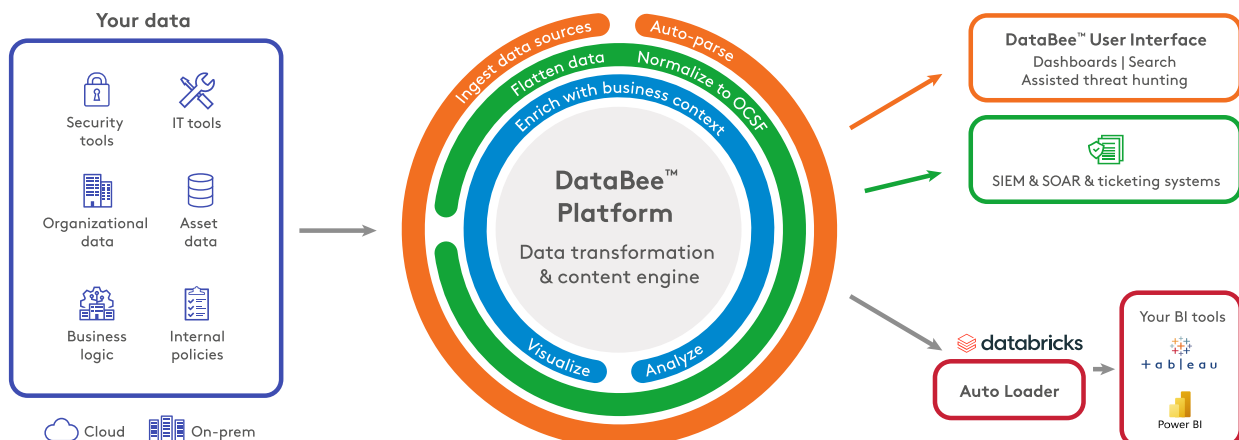 Your data
Security
tools
IT tools
Organizational
data
Asset
data
Business
logic
Internal
policies
Cloud
On-prem
Ingest data sources
Auto-parse
Flatten data
Normalize to OCSF
Enrich with business context
DataBee™
Platform
Data transformation
& content engine
Visualize
Analyze
DataBee™ User Interface
Dashboards | Search
Assisted threat hunting
SIEM & SOAR & ticketing systems
databricks
Auto Loader
Your BI tools
+ableau
Power BI